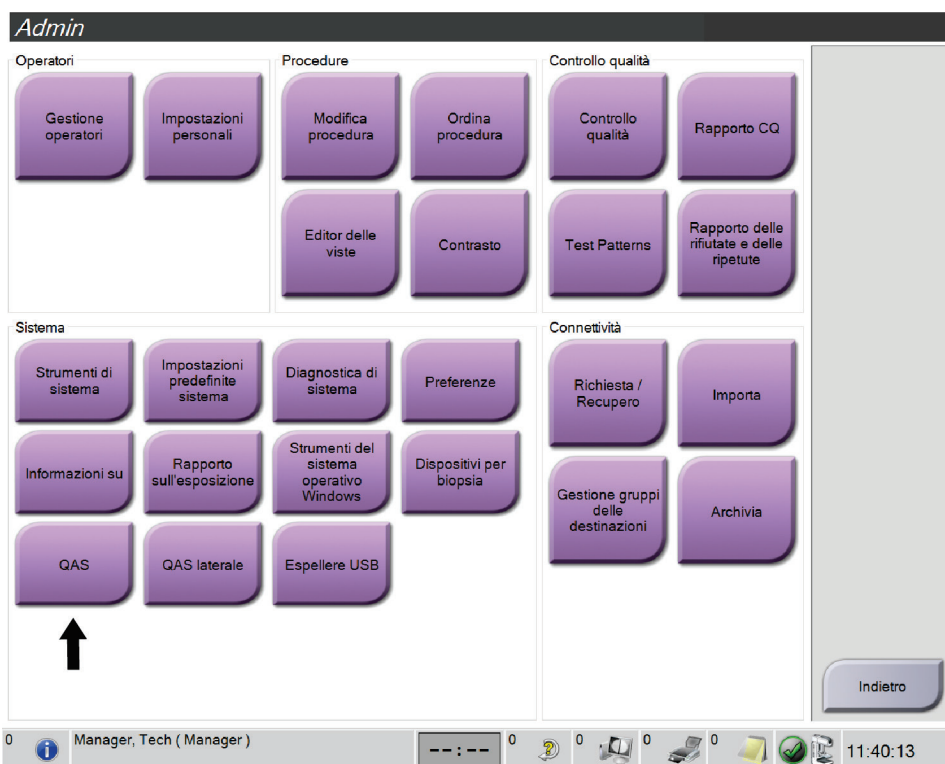 Admin
Operatori
Gestione
operatori
Impostazioni
personali
Procedure
Modifica
procedura
Ordina
procedura
Editor delle
viste
Contrasto
Controllo qualità
Controllo
qualità
Rapporto CQ
Test Patterns
Rapporto delle
rifiutate e delle
ripetute
Sistema
Strumenti di
sistema
Impostazioni
predefinite
sistema
Diagnostica di
sistema
Preferenze
Informazioni su
Rapporto
sull'esposizione
Strumenti del
sistema
operativo
Windows
Dispositivi per
biopsia
QAS
QAS laterale
Espellere USB
Connettività
Richiesta /
Recupero
Importa
Gestione gruppi
delle
destinazioni
Archivia
Indietro
0 Manager, Tech ( Manager ) --:-- 0 0 0 0 11:40:13